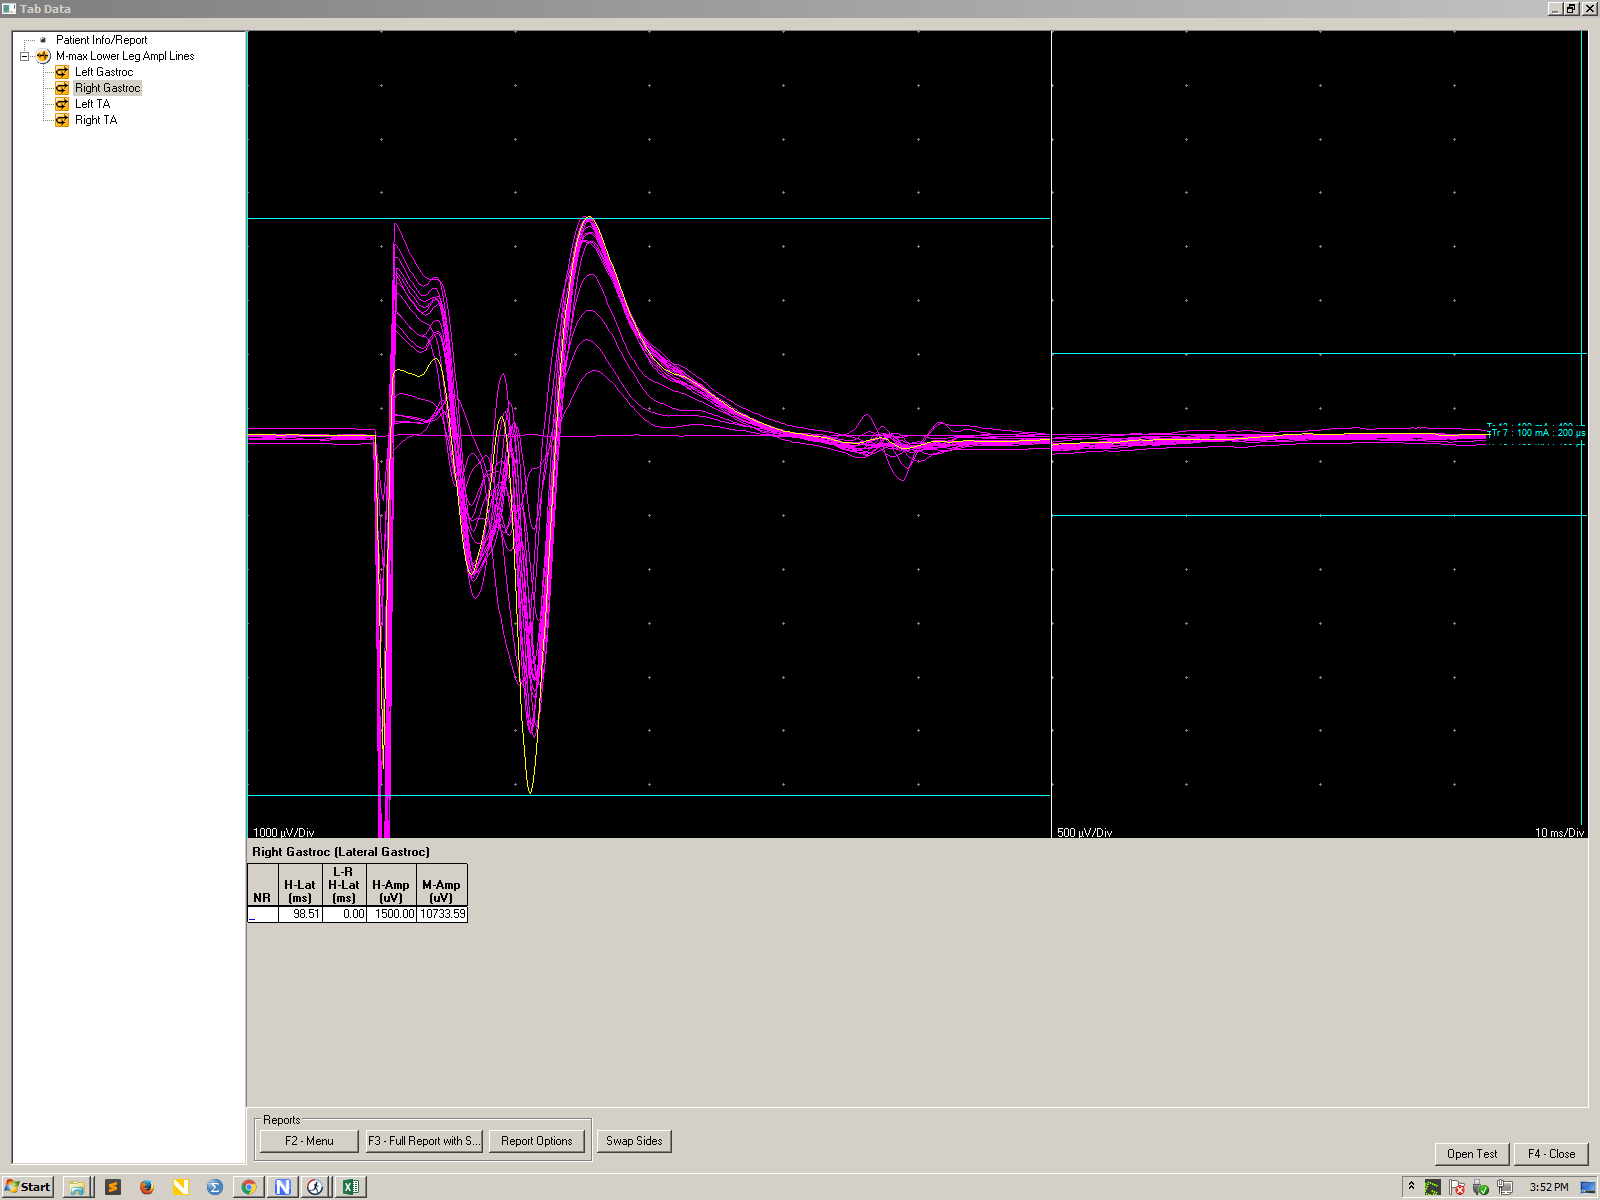 Tab Data
Patient Info/Report
M-max Lower Leg Ampl Lines
Left Gastroc
Right Gastroc
Left TA
Right TA
Tr 7 : 100 mA : 200 µs
1000 µV/Div
500 µV/Div
10 ms/Div
Right Gastroc (Lateral Gastroc)
NR H-Lat (ms) L-R H-Lat (ms) H-Amp (uV) M-Amp (uV)
98.51 0.00 1500.00 10733.59
Reports
F2 - Menu
F3 - Full Report with S...
Report Options
Swap Sides
Open Test
F4 - Close
Start
3:52 PM